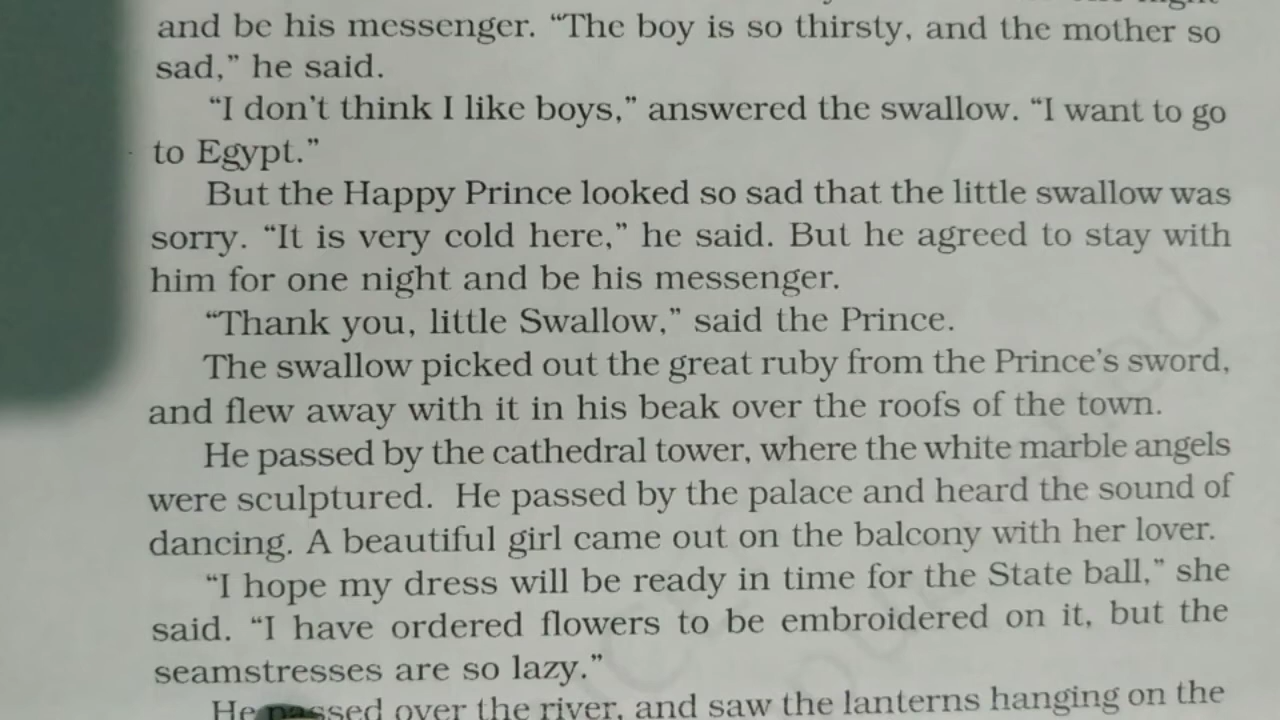 and be his messenger. “The boy is so thirsty, and the mother so
sad,” he said.
“I don’t think I like boys,” answered the swallow. “I want to go
to Egypt.”
But the Happy Prince looked so sad that the little swallow was
sorry. “It is very cold here,” he said. But he agreed to stay with
him for one night and be his messenger.
“Thank you, little Swallow,” said the Prince.
The swallow picked out the great ruby from the Prince’s sword,
and flew away with it in his beak over the roofs of the town.
He passed by the cathedral tower, where the white marble angels
were sculptured. He passed by the palace and heard the sound of
dancing. A beautiful girl came out on the balcony with her lover.
“I hope my dress will be ready in time for the State ball,” she
said. “I have ordered flowers to be embroidered on it, but the
seamstresses are so lazy.”
He passed over the river, and saw the lanterns hanging on the